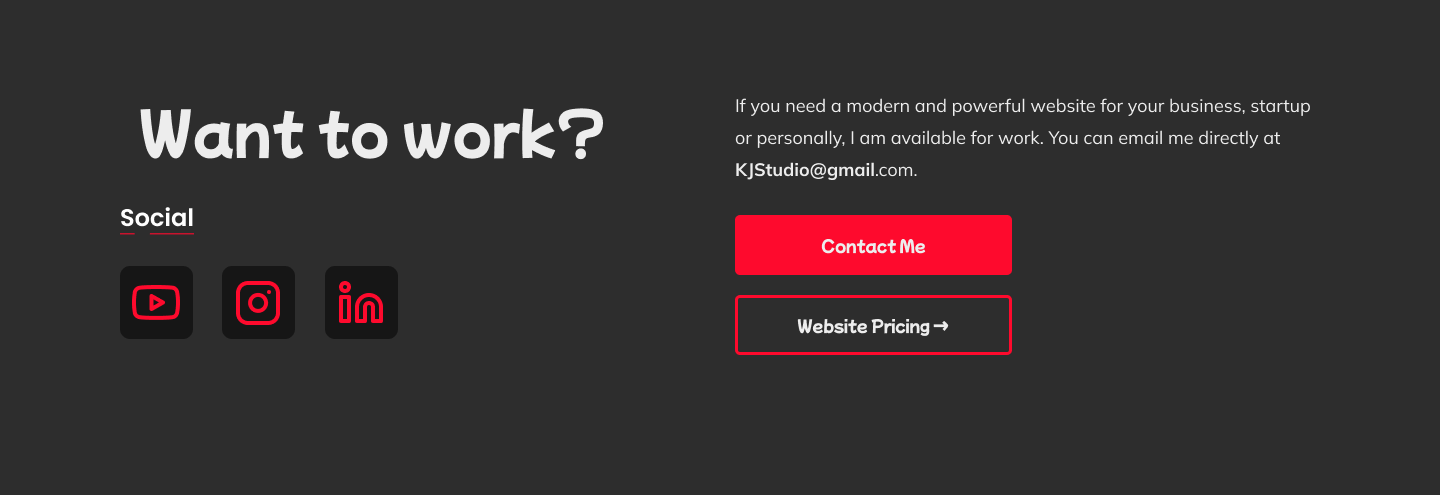 Want to work?
Social
If you need a modern and powerful website for your business, startup
or personally, I am available for work. You can email me directly at
KJStudio@gmail.com.
Contact Me
Website Pricing →